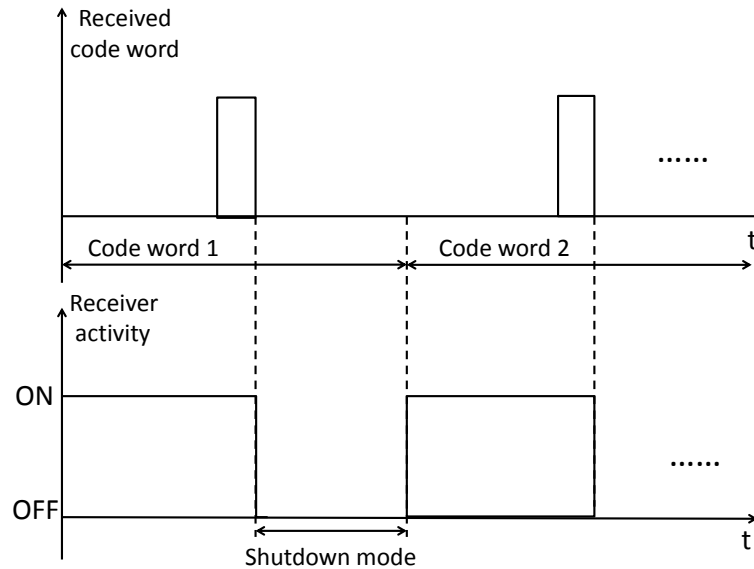 Received
code word
......
t
Code word 1
Code word 2
Receiver
activity
ON
......
OFF
t
Shutdown mode